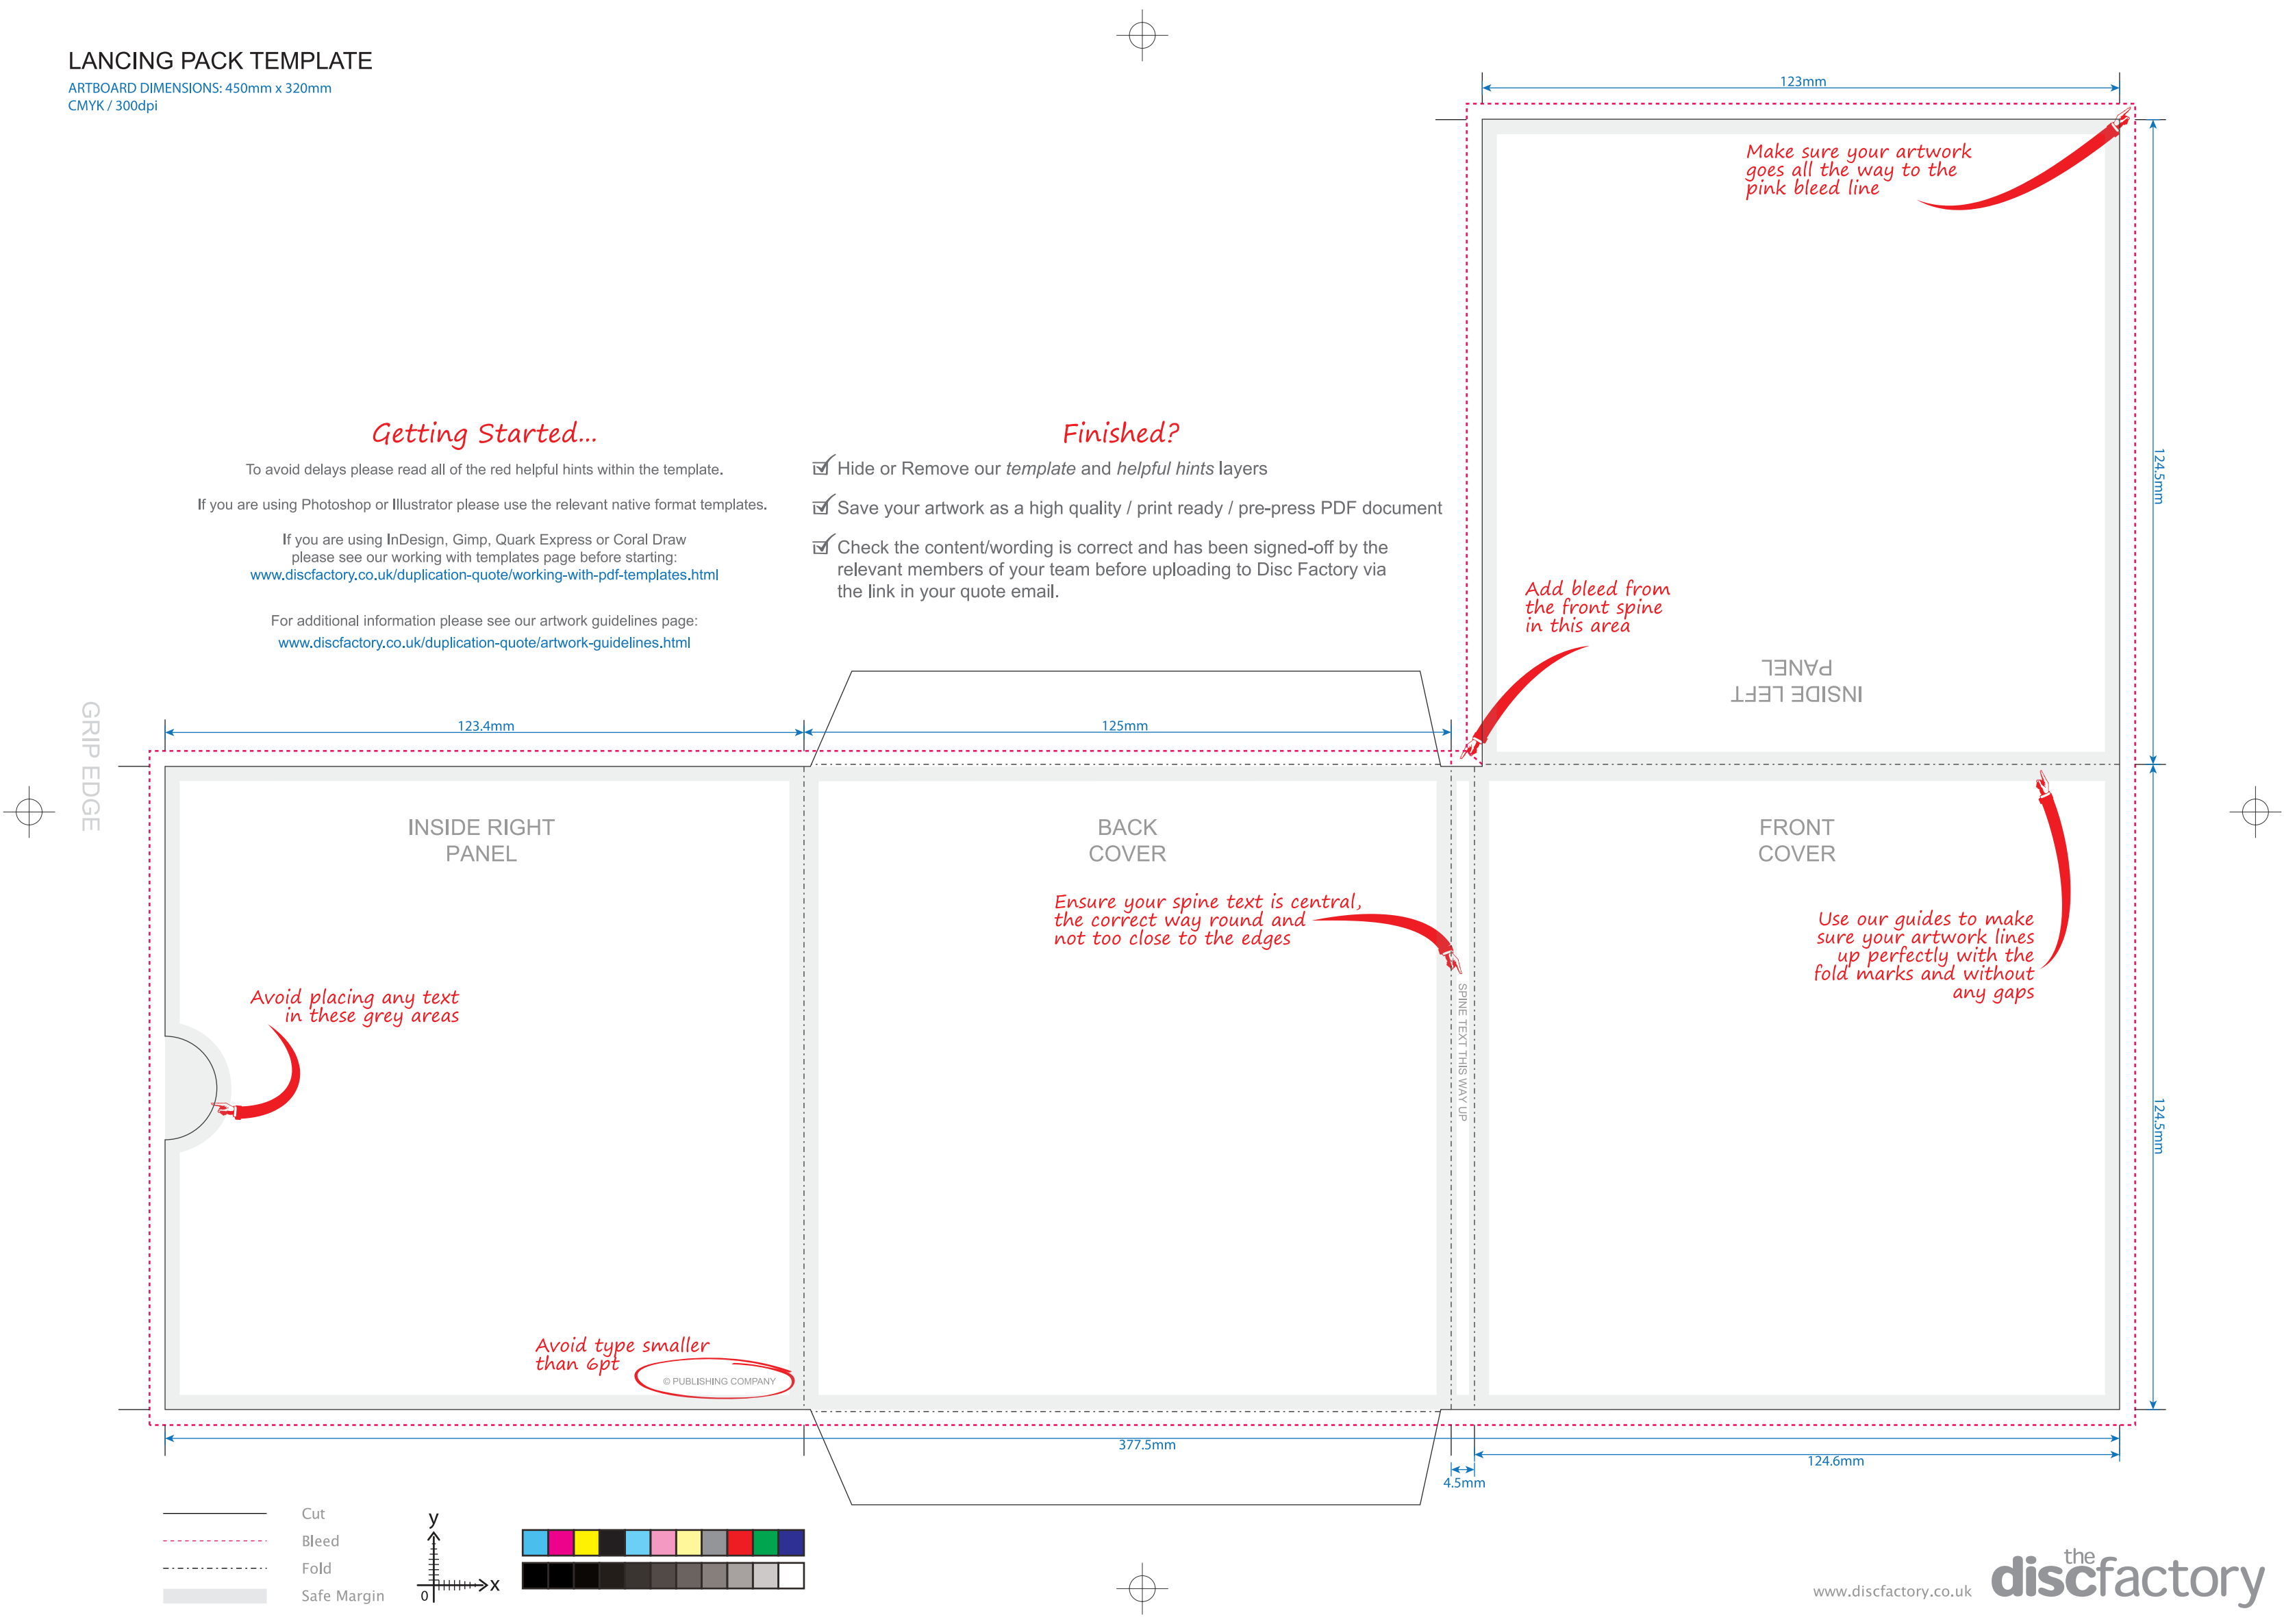 LANCING PACK TEMPLATE
ARTBOARD DIMENSIONS: 450mm x 320mm
CMYK / 300dpi
123mm
Make sure your artwork
goes all the way to the
pink bleed line
124.5mm
Getting Started...
To avoid delays please read all of the red helpful hints within the template.
If you are using Photoshop or Illustrator please use the relevant native format templates.
If you are using InDesign, Gimp, Quark Express or Coral Draw
please see our working with templates page before starting:
www.discfactory.co.uk/duplication-quote/working-with-pdf-templates.html
For additional information please see our artwork guidelines page:
www.discfactory.co.uk/duplication-quote/artwork-guidelines.html
Finished?
Hide or Remove our template and helpful hints layers
Save your artwork as a high quality / print ready / pre-press PDF document
Check the content/wording is correct and has been signed-off by the
relevant members of your team before uploading to Disc Factory via
the link in your quote email.
Add bleed from
the front spine
in this area
INSIDE LEFT
PANEL
GRIP EDGE
123.4mm
125mm
INSIDE RIGHT
PANEL
BACK
COVER
FRONT
COVER
Ensure your spine text is central,
the correct way round and
not too close to the edges
Use our guides to make
sure your artwork lines
up perfectly with the
fold marks and without
any gaps
Avoid placing any text
in these grey areas
SPINE TEXT THIS WAY UP
124.5mm
Avoid type smaller
than 6pt
© PUBLISHING COMPANY
377.5mm
124.6mm
4.5mm
Cut
Bleed
Fold
Safe Margin
y
x
0
www.discfactory.co.uk
the
discfactory